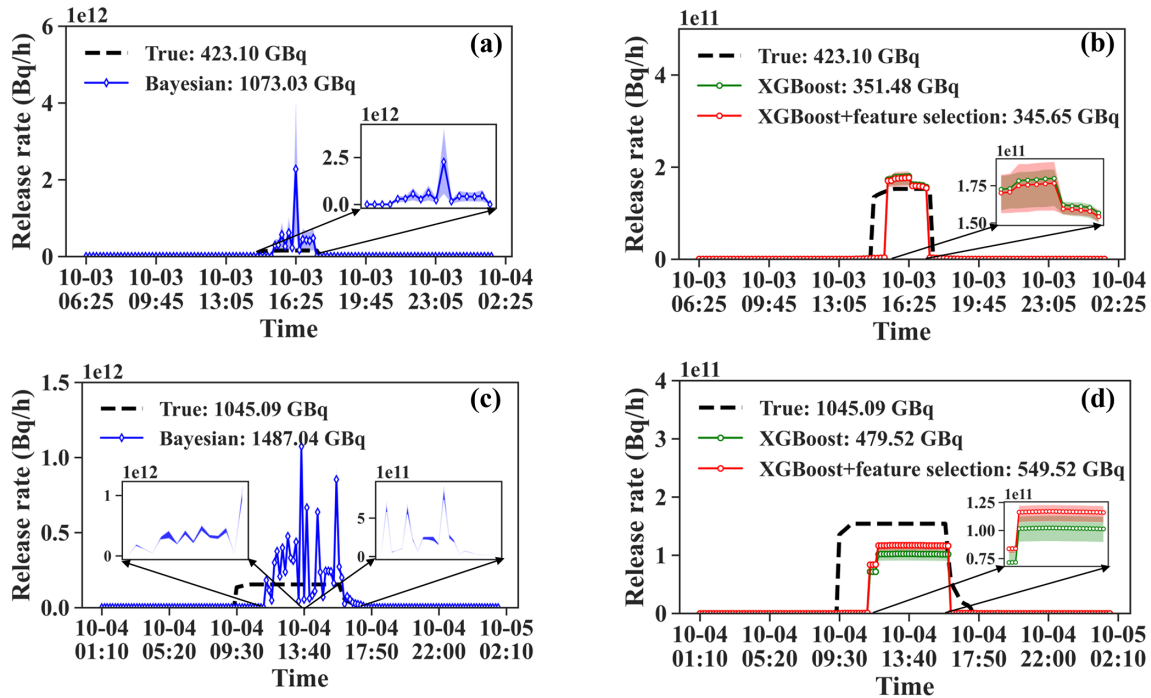 1e12
(a)
True: 423.10 GBq
Bayesian: 1073.03 GBq
Release rate (Bq/h)
6
4
2
0
1e12
2.5
0.0
10-03 10-03 10-03 10-03 10-03 10-03 10-04
06:25 09:45 13:05 16:25 19:45 23:05 02:25
Time
1e11
(b)
True: 423.10 GBq
XGBoost: 351.48 GBq
XGBoost+feature selection: 345.65 GBq
Release rate (Bq/h)
4
2
0
1e11
1.75
1.50
10-03 10-03 10-03 10-03 10-03 10-03 10-04
06:25 09:45 13:05 16:25 19:45 23:05 02:25
Time
1e12
(c)
True: 1045.09 GBq
Bayesian: 1487.04 GBq
Release rate (Bq/h)
1.5
1.0
0.5
0.0
1e12
1
0
1e11
5
0
10-04 10-04 10-04 10-04 10-04 10-04 10-05
01:10 05:20 09:30 13:40 17:50 22:00 02:10
Time
1e11
(d)
True: 1045.09 GBq
XGBoost: 479.52 GBq
XGBoost+feature selection: 549.52 GBq
Release rate (Bq/h)
4
3
2
1
0
1e11
1.25
1.00
0.75
10-04 10-04 10-04 10-04 10-04 10-04 10-05
01:10 05:20 09:30 13:40 17:50 22:00 02:10
Time